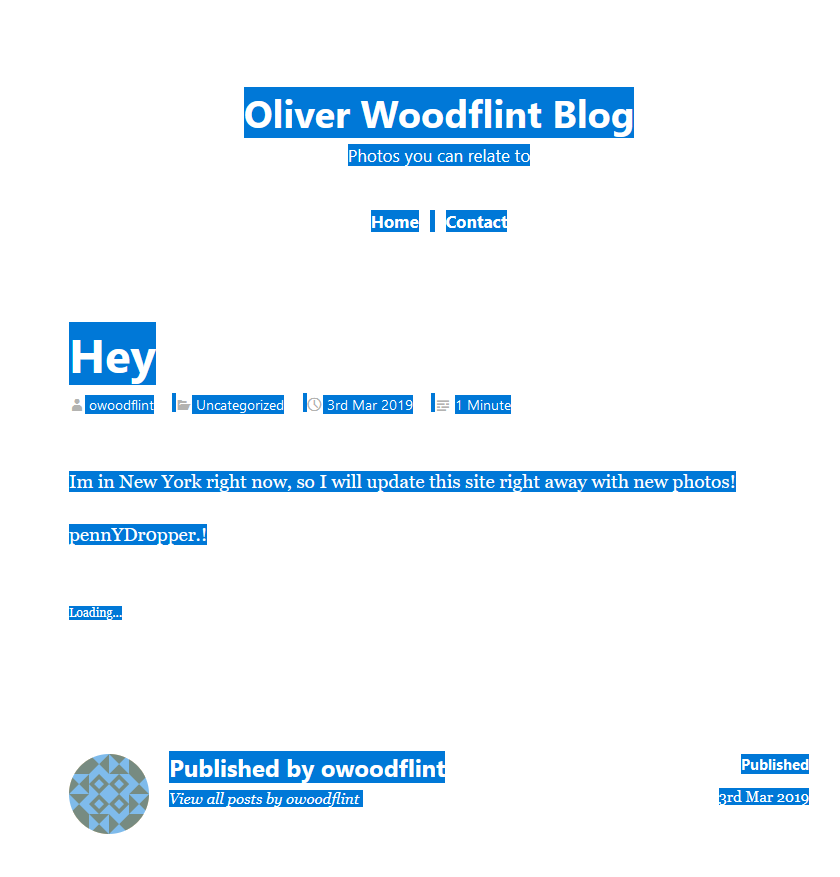 Oliver Woodflint Blog
Photos you can relate to
Home Contact
Hey
owoodflint Uncategorized 3rd Mar 2019 1 Minute
Im in New York right now, so I will update this site right away with new photos!
pennYDr0pper.!
Loading...
Published by owoodflint
Published
View all posts by owoodflint
3rd Mar 2019